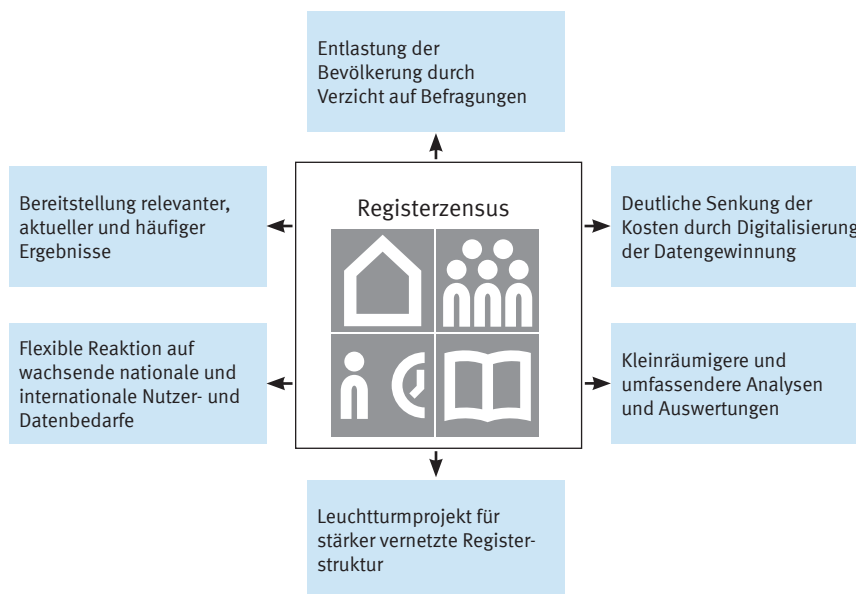 Entlastung der
Bevölkerung durch
Verzicht auf Befragungen
Bereitstellung relevanter,
aktueller und häufiger
Ergebnisse
Registerzensus
Deutliche Senkung der
Kosten durch Digitalisierung
der Datengewinnung
Flexible Reaktion auf
wachsende nationale und
internationale Nutzer- und
Datenbedarfe
Kleinräumigere und
umfassendere Analysen
und Auswertungen
Leuchtturmprojekt für
stärker vernetzte Register-
struktur